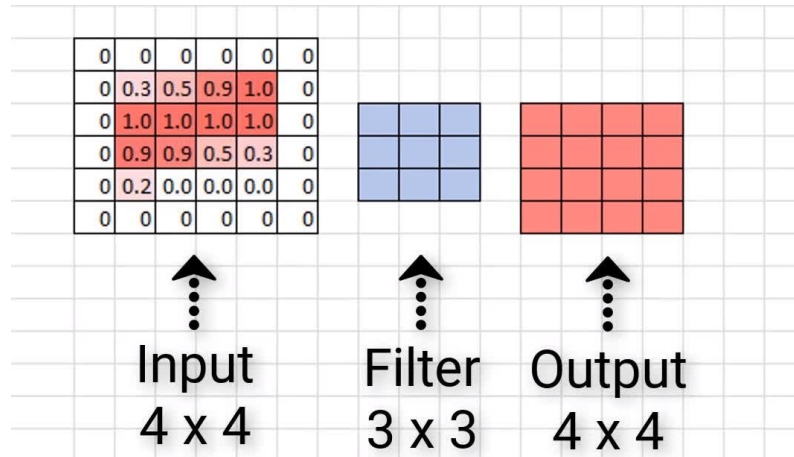 0 0 0 0 0 0
0 0.3 0.5 0.9 1.0 0
0 1.0 1.0 1.0 1.0 0
0 0.9 0.9 0.5 0.3 0
0 0.2 0.0 0.0 0.0 0
0 0 0 0 0 0
Input
4 x 4
Filter
3 x 3
Output
4 x 4